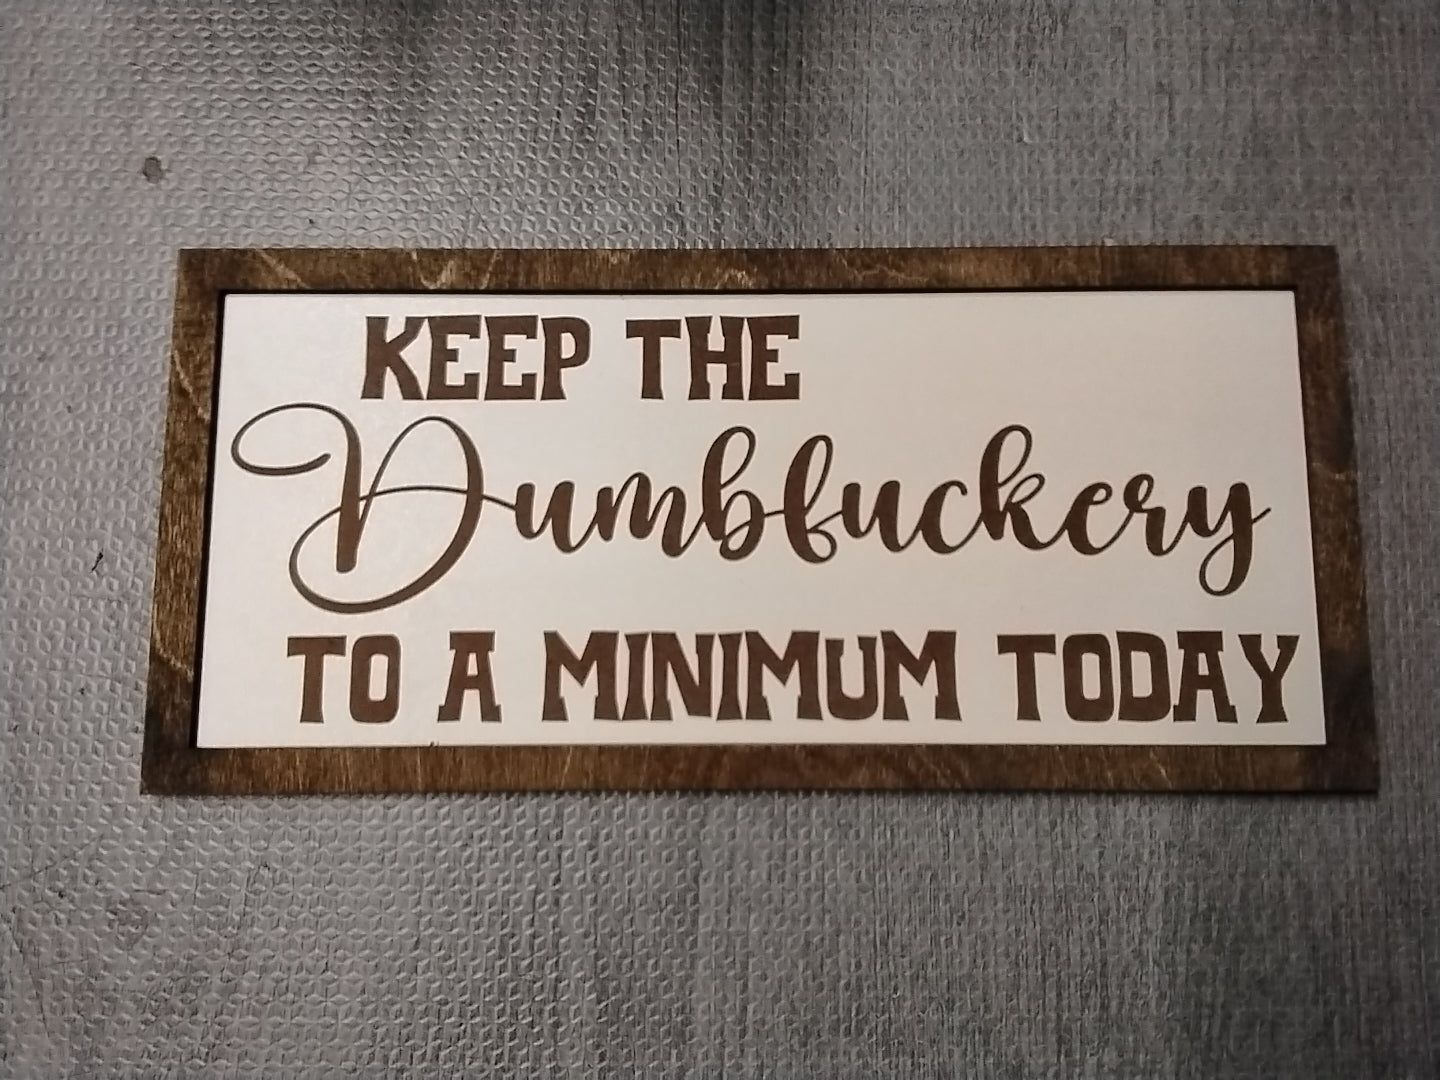 KEEP THE
Dumbfuckery
TO A MINIMUM TODAY